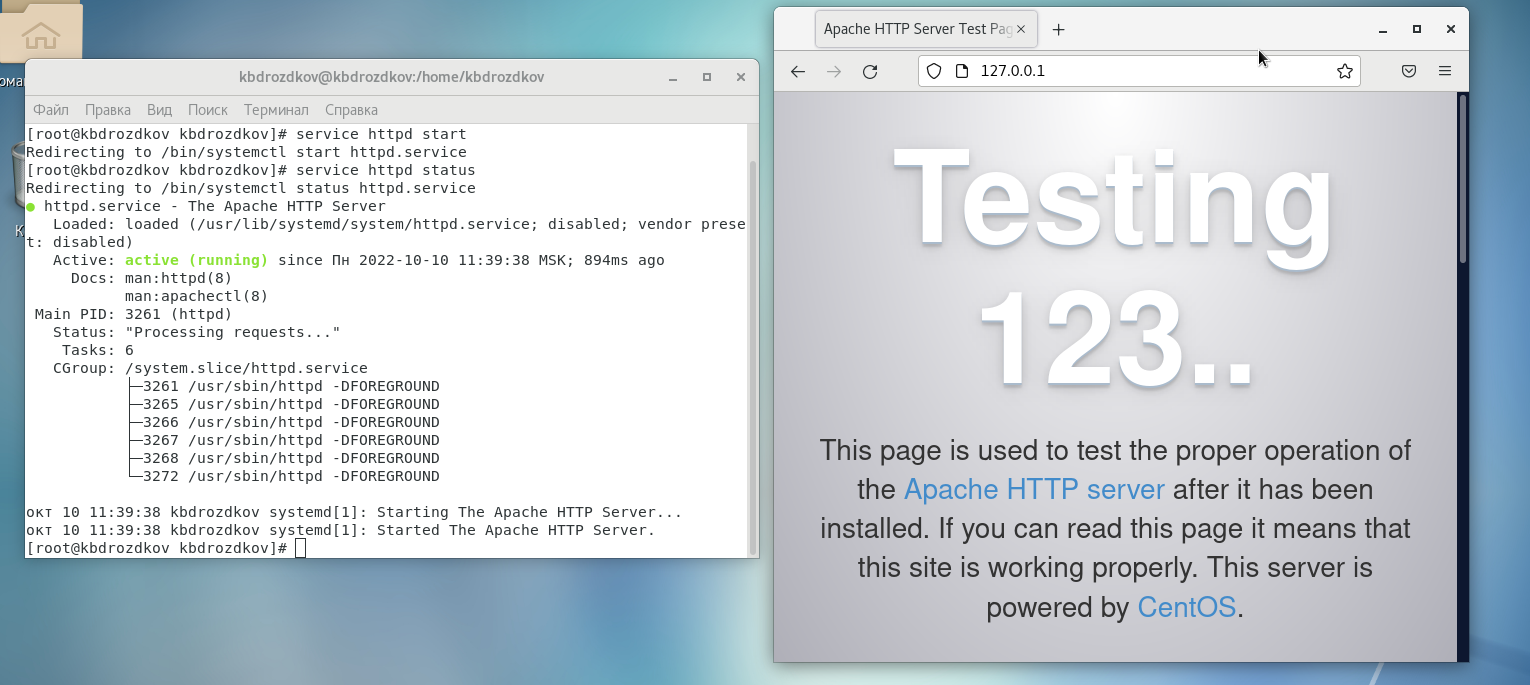 kbdrozdkov@kbdrozdkov:/home/kbdrozdkov
Файл Правка Вид Поиск Терминал Справка
[root@kbdrozdkov kbdrozdkov]# service httpd start
Redirecting to /bin/systemctl start httpd.service
[root@kbdrozdkov kbdrozdkov]# service httpd status
Redirecting to /bin/systemctl status httpd.service
● httpd.service - The Apache HTTP Server
Loaded: loaded (/usr/lib/systemd/system/httpd.service; disabled; vendor prese
t: disabled)
Active: active (running) since Пн 2022-10-10 11:39:38 MSK; 894ms ago
Docs: man:httpd(8)
man:apachectl(8)
Main PID: 3261 (httpd)
Status: "Processing requests..."
Tasks: 6
CGroup: /system.slice/httpd.service
├─3261 /usr/sbin/httpd -DFOREGROUND
├─3265 /usr/sbin/httpd -DFOREGROUND
├─3266 /usr/sbin/httpd -DFOREGROUND
├─3267 /usr/sbin/httpd -DFOREGROUND
├─3268 /usr/sbin/httpd -DFOREGROUND
└─3272 /usr/sbin/httpd -DFOREGROUND
окт 10 11:39:38 kbdrozdkov systemd[1]: Starting The Apache HTTP Server...
окт 10 11:39:38 kbdrozdkov systemd[1]: Started The Apache HTTP Server.
[root@kbdrozdkov kbdrozdkov]#
Apache HTTP Server Test Pag
127.0.0.1
Testing
123..
This page is used to test the proper operation of
the Apache HTTP server after it has been
installed. If you can read this page it means that
this site is working properly. This server is
powered by CentOS.